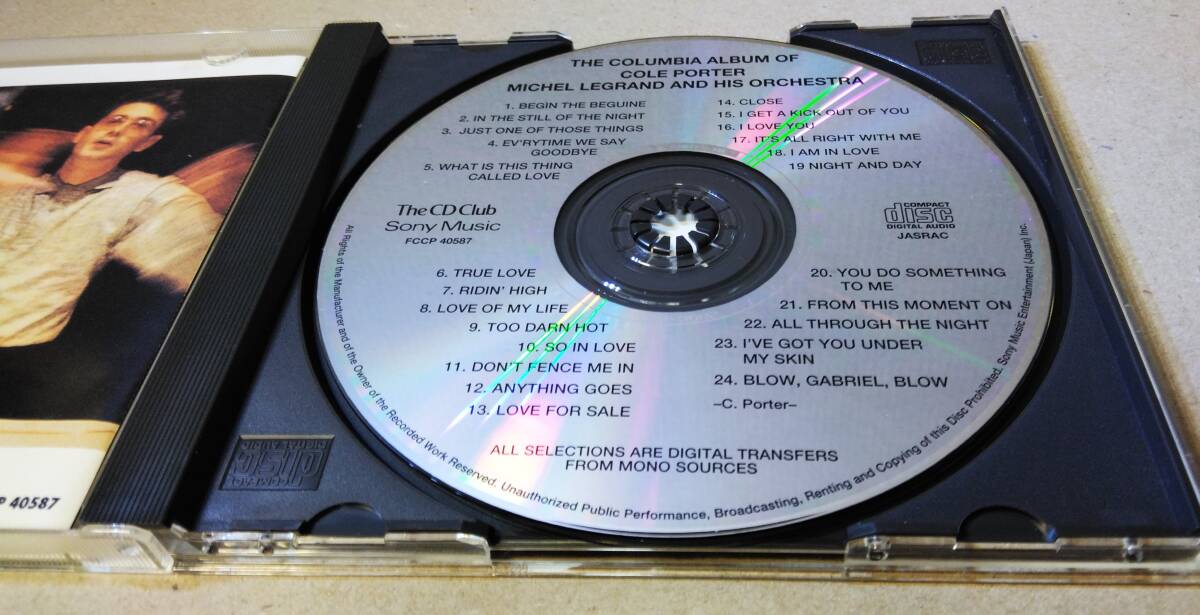 THE COLUMBIA ALBUM OF
COLE PORTER
MICHEL LEGRAND AND HIS ORCHESTRA
1. BEGIN THE BEGUINE
2. IN THE STILL OF THE NIGHT
3. JUST ONE OF THOSE THINGS
4. EV'RYTIME WE SAY
GOODBYE
5. WHAT IS THIS THING
CALLED LOVE
14. CLOSE
15. I GET A KICK OUT OF YOU
16. I LOVE YOU
17. IT'S ALL RIGHT WITH ME
18. I AM IN LOVE
19 NIGHT AND DAY
The CD Club
Sony Music
FCCP 40587
COMPACT
disc
DIGITAL AUDIO
JASRAC
6. TRUE LOVE
7. RIDIN' HIGH
8. LOVE OF MY LIFE
9. TOO DARN HOT
10. SO IN LOVE
11. DON'T FENCE ME IN
12. ANYTHING GOES
13. LOVE FOR SALE
20. YOU DO SOMETHING
TO ME
21. FROM THIS MOMENT ON
22. ALL THROUGH THE NIGHT
23. I'VE GOT YOU UNDER
MY SKIN
24. BLOW, GABRIEL, BLOW
–C. Porter–
ALL SELECTIONS ARE DIGITAL TRANSFERS
FROM MONO SOURCES
All Rights of the Manufacturer and of the Owner of the Recorded Work Reserved. Unauthorized Public Performance, Broadcasting, Renting and Copying of this Disc Prohibited. Sony Music Entertainment (Japan) Inc.
COMPACT
disc
DIGITAL AUDIO
P 40587